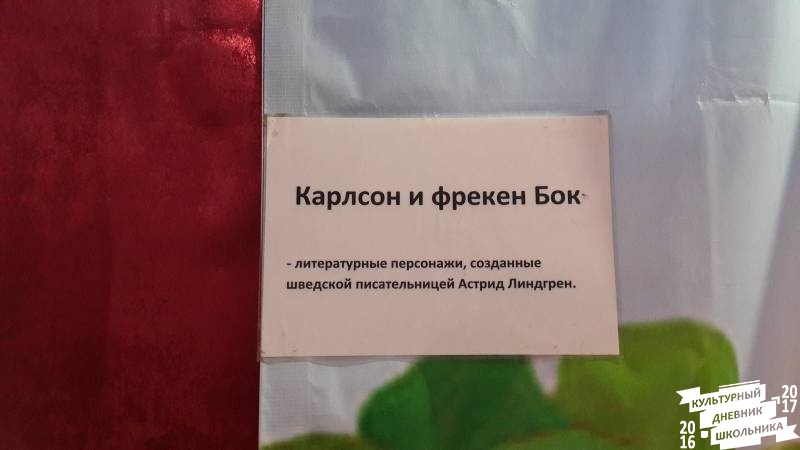 Карлсон и фрекен Бок
- литературные персонажи, созданные
шведской писательницей Астрид Линдгрен.
КУЛЬТУРНЫЙ
ДНЕВНИК
ШКОЛЬНИКА
2016
2017